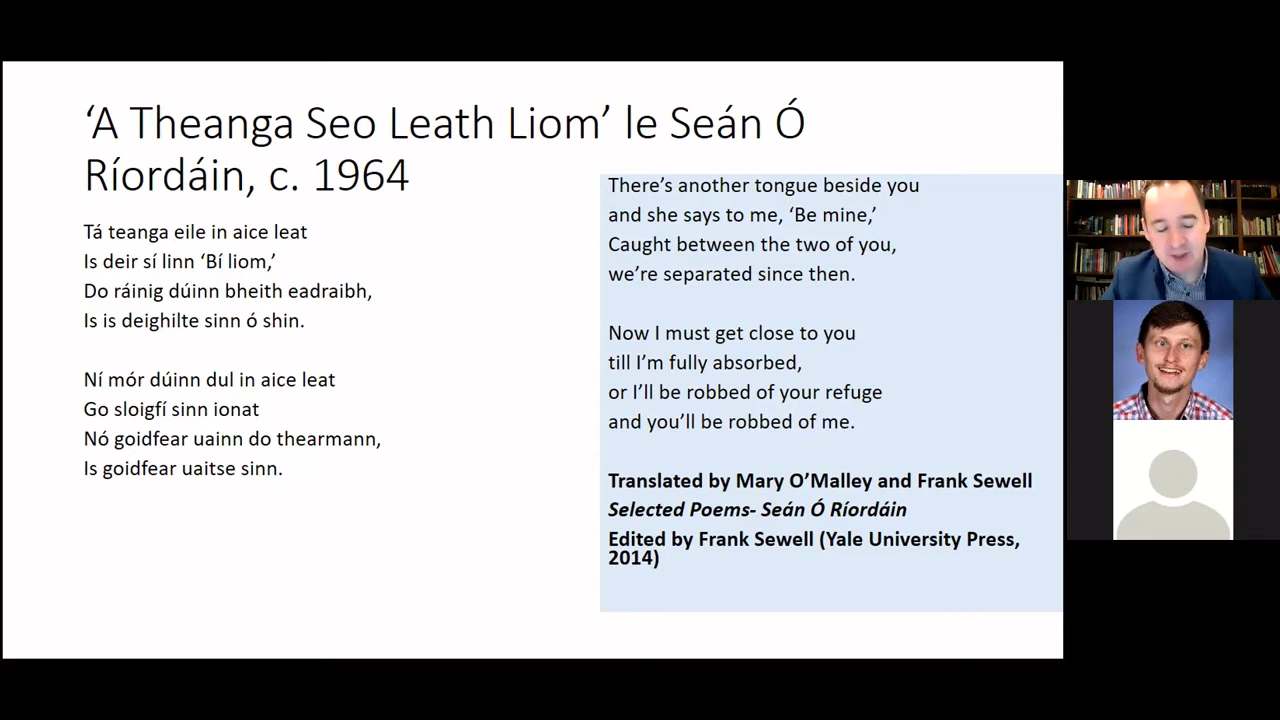 ‘A Theanga Seo Leath Liom’ le Seán Ó
Ríordáin, c. 1964
Tá teanga eile in aice leat
Is deir sí linn ‘Bí liom,’
Do ráinig dúinn bheith eadraibh,
Is is deighilte sinn ó shin.
Ní mór dúinn dul in aice leat
Go sloigfí sinn ionat
Nó goidfear uainn do thearmann,
Is goidfear uaitse sinn.
There’s another tongue beside you
and she says to me, ‘Be mine,’
Caught between the two of you,
we’re separated since then.
Now I must get close to you
till I’m fully absorbed,
or I’ll be robbed of your refuge
and you’ll be robbed of me.
Translated by Mary O’Malley and Frank Sewell
Selected Poems- Seán Ó Ríordáin
Edited by Frank Sewell (Yale University Press,
2014)